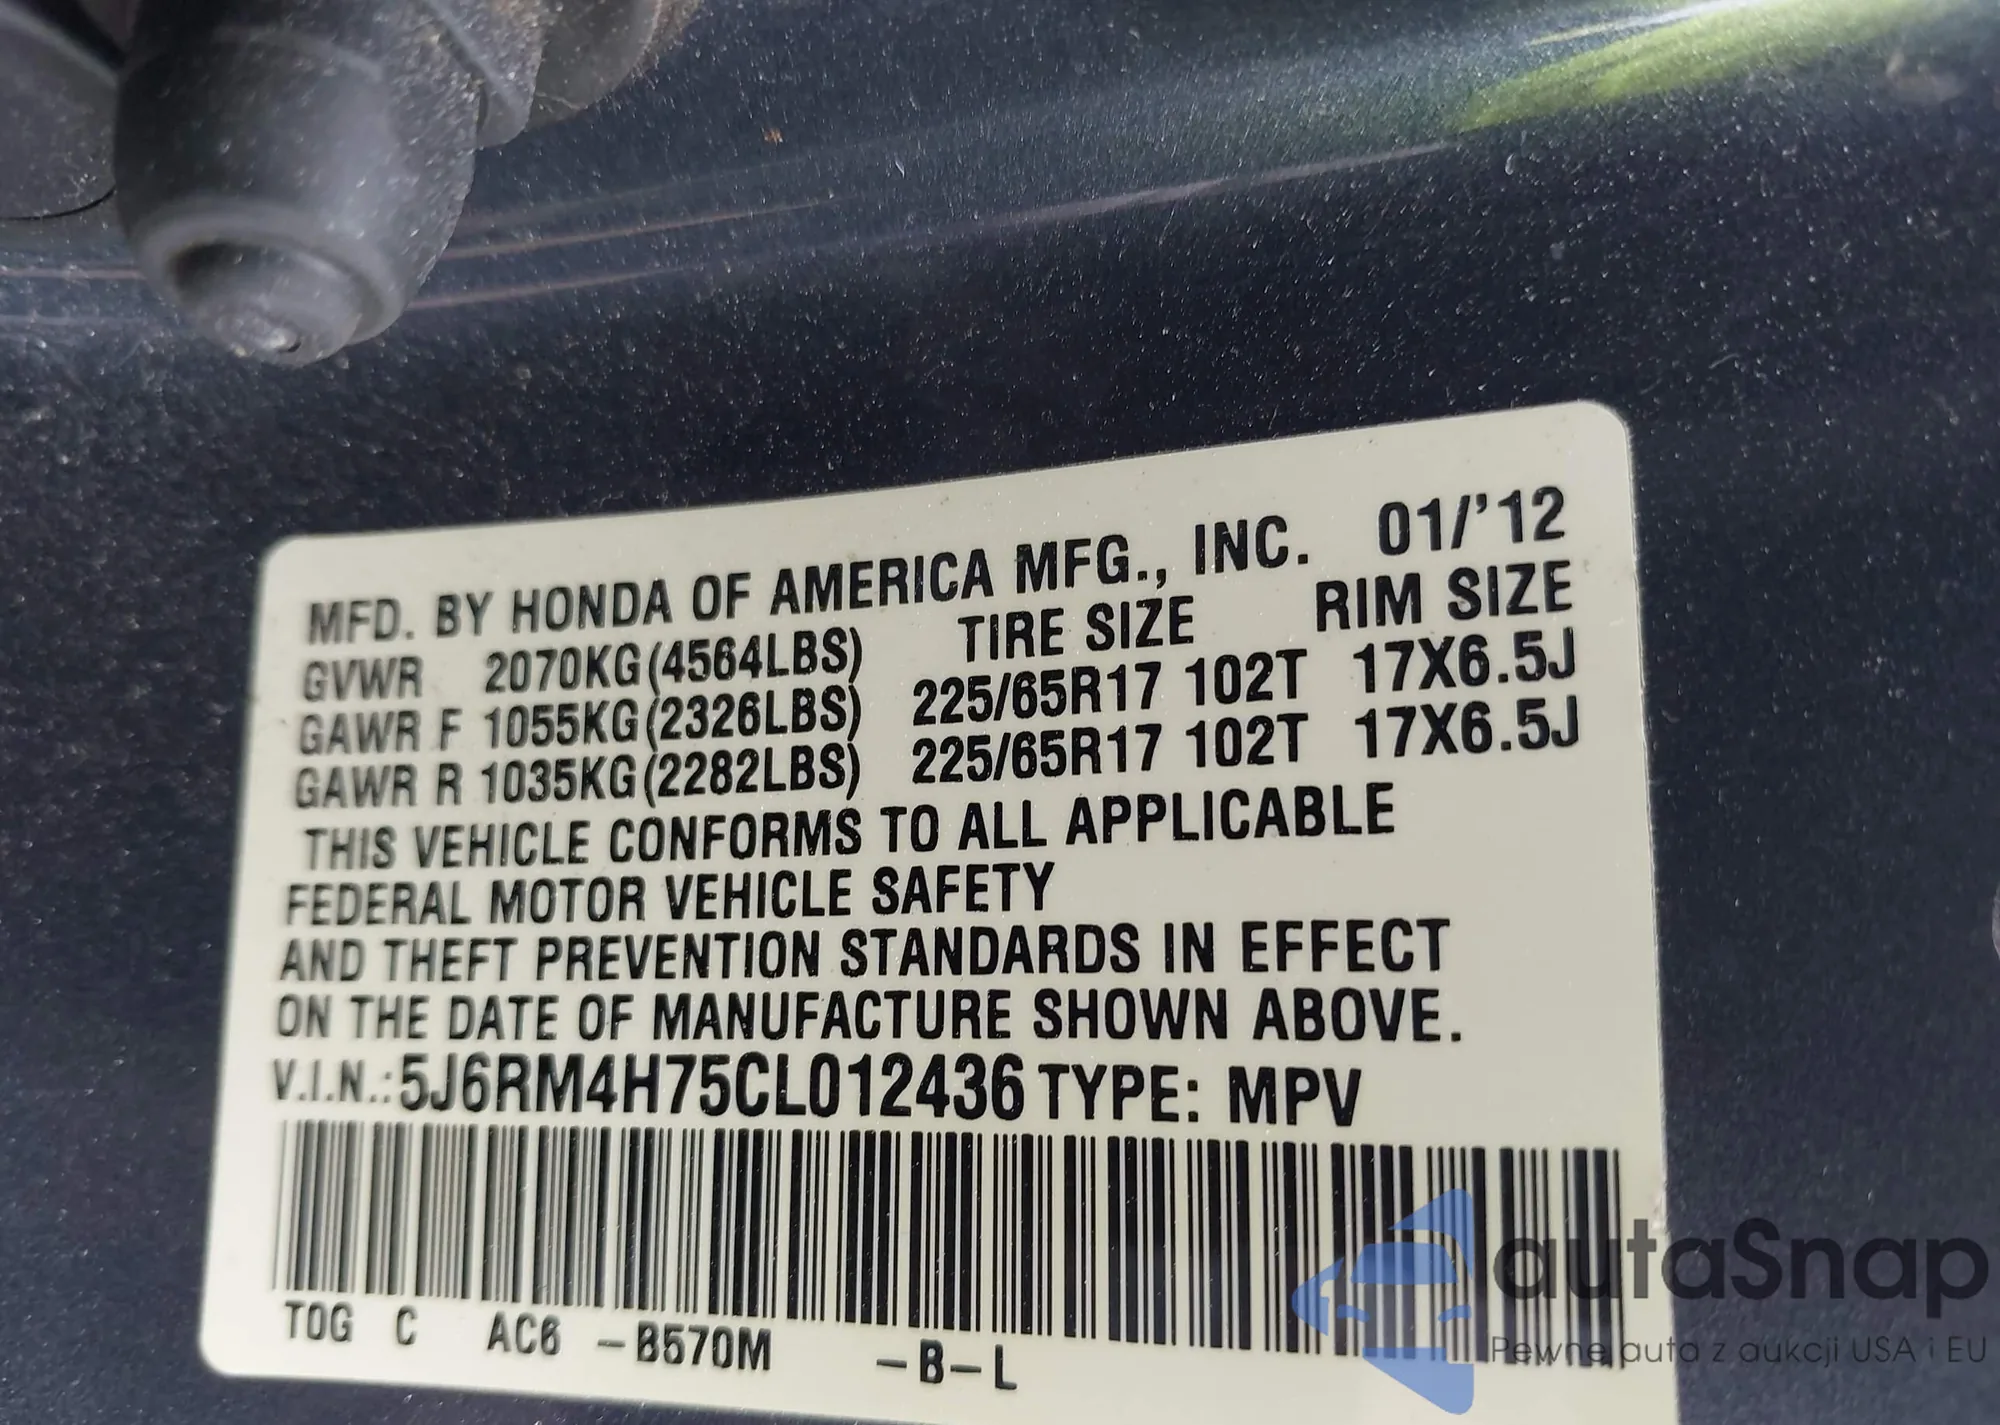 MFD. BY HONDA OF AMERICA MFG., INC. 01/'12
TIRE SIZE RIM SIZE
GVWR 2070KG(4564LBS)
GAWR F 1055KG(2326LBS) 225/65R17 102T 17X6.5J
GAWR R 1035KG(2282LBS) 225/65R17 102T 17X6.5J
THIS VEHICLE CONFORMS TO ALL APPLICABLE
FEDERAL MOTOR VEHICLE SAFETY
AND THEFT PREVENTION STANDARDS IN EFFECT
ON THE DATE OF MANUFACTURE SHOWN ABOVE.
V.I.N.:5J6RM4H75CL012436 TYPE: MPV
T0G C AC6 -B570M -B-L
autaSnap
Pewne auta z aukcji USA i EU